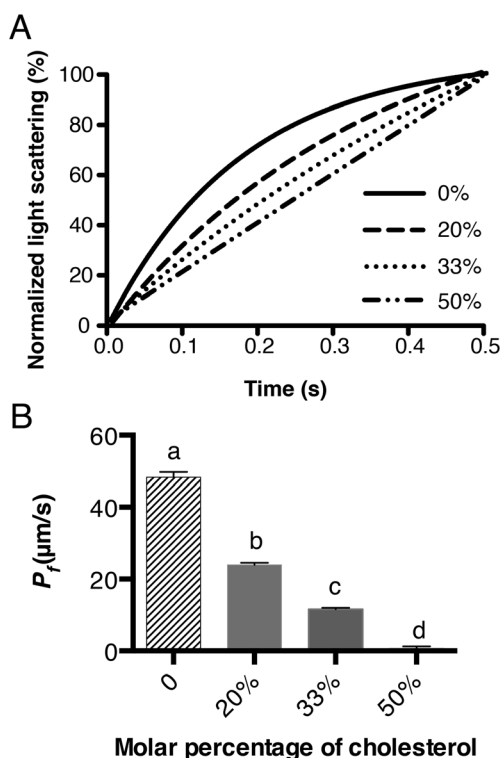 A
Normalized light scattering (%)
100
80
60
40
20
0
0.0 0.1 0.2 0.3 0.4 0.5
Time (s)
0%
20%
33%
50%
B
Pf (µm/s)
60
40
20
0
a
b
c
d
0 20% 33% 50%
Molar percentage of cholesterol